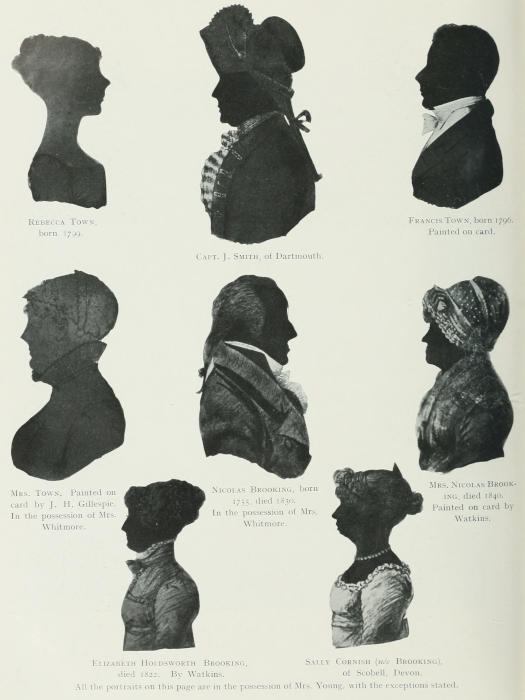 Rebecca Town,
born 1799.
Capt. J. Smith, of Dartmouth.
Francis Town, born 1796.
Painted on card.
Mrs. Town, Painted on
card by J. H. Gillespie.
In the possession of Mrs.
Whitmore.
Nicolas Brooking, born
1755, died 1830.
In the possession of Mrs.
Whitmore.
Mrs. Nicolas Brook-
ing, died 1840.
Painted on card by
Watkins.
Elizabeth Holdsworth Brooking,
died 1822. By Watkins.
Sally Cornish (née Brooking),
of Scobell, Devon.
All the portraits on this page are in the possession of Mrs. Young, with the exceptions stated.